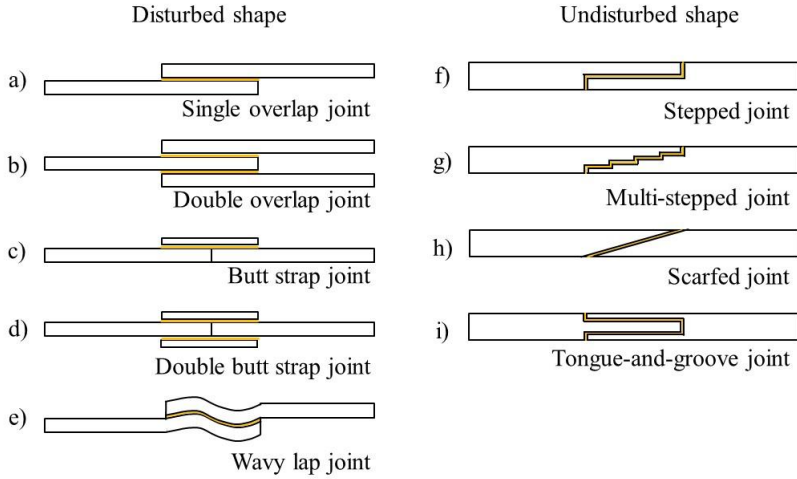 Disturbed shape
a)
Single overlap joint
b)
Double overlap joint
c)
Butt strap joint
d)
Double butt strap joint
e)
Wavy lap joint
Undisturbed shape
f)
Stepped joint
g)
Multi-stepped joint
h)
Scarfed joint
i)
Tongue-and-groove joint